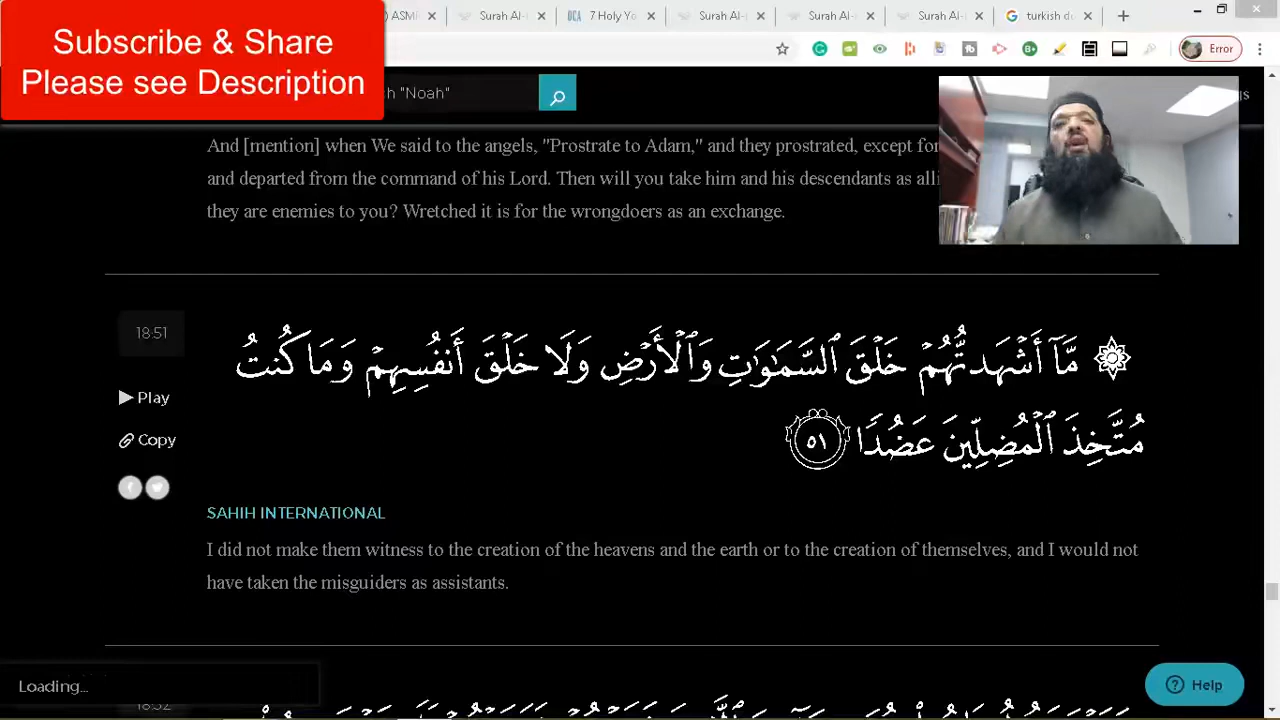 Subscribe & Share
Please see Description
ASMI
Surah Al-
7 Holy Yo
Surah Al-
Surah Al-
Surah Al-
turkish d
"Noah"
Error
And [mention] when We said to the angels, "Prostrate to Adam," and they prostrated, except for
and departed from the command of his Lord. Then will you take him and his descendants as
they are enemies to you? Wretched it is for the wrongdoers as an exchange.
18:51
۞ مَّآ أَشْهَدتُّهُمْ خَلْقَ ٱلسَّمَـٰوَٰتِ وَٱلْأَرْضِ وَلَا خَلْقَ أَنفُسِهِمْ وَمَا كُنتُ
مُتَّخِذَ ٱلْمُضِلِّينَ عَضُدًا ٥١
Play
Copy
SAHIH INTERNATIONAL
I did not make them witness to the creation of the heavens and the earth or to the creation of themselves, and I would not
have taken the misguiders as assistants.
Loading...
Help
18:52